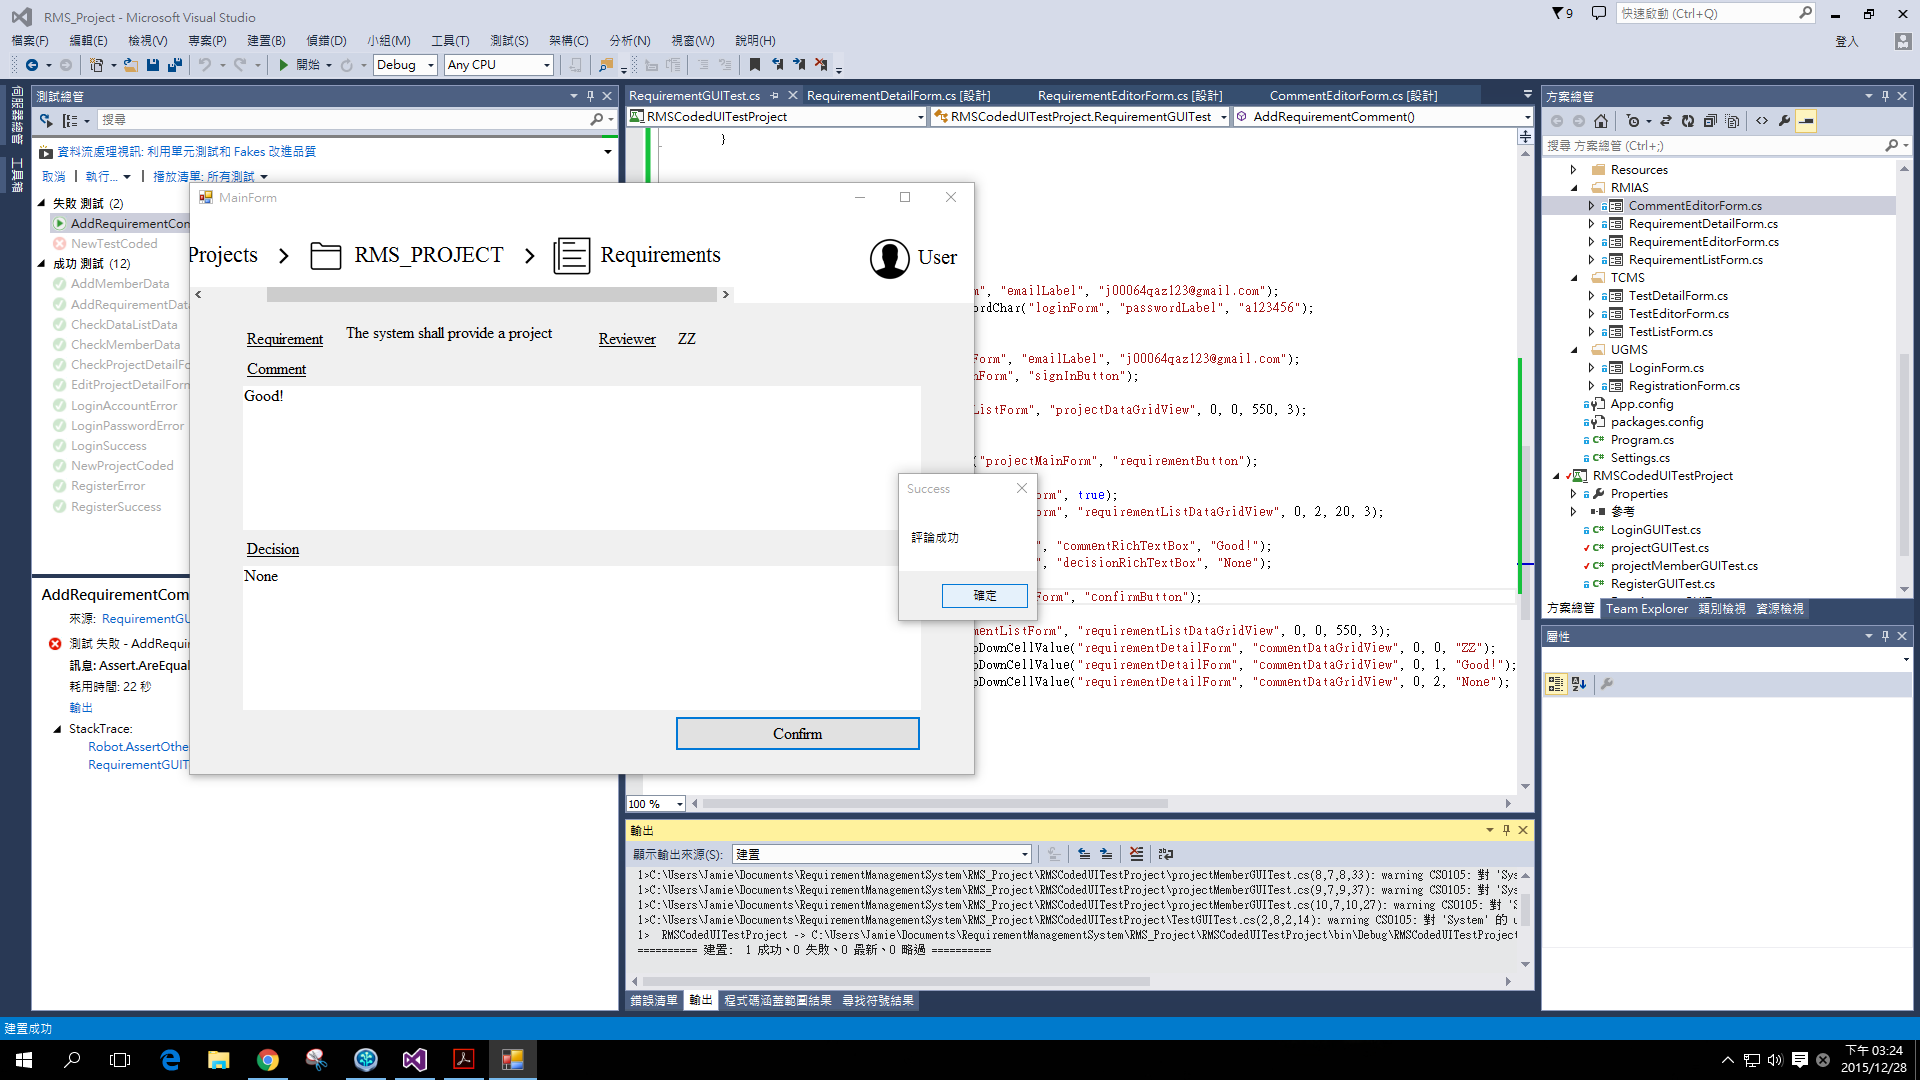 RMS_Project - Microsoft Visual Studio
9
快速啟動 (Ctrl+Q)
檔案(F) 編輯(E) 檢視(V) 專案(P) 建置(B) 偵錯(D) 小組(M) 工具(T) 測試(S) 架構(C) 分析(N) 視窗(W) 說明(H)
登入
開始 Debug Any CPU
伺服器總管
工具箱
測試總管
搜尋
資料流處理視訊: 利用單元測試和 Fakes 改進品質
取消 執行... 播放清單: 所有測試
失敗 測試 (2)
AddRequirementCom
NewTestCoded
成功 測試 (12)
AddMemberData
AddRequirementData
CheckDataListData
CheckMemberData
CheckProjectDetailFo
EditProjectDetailForm
LoginAccountError
LoginPasswordError
LoginSuccess
NewProjectCoded
RegisterError
RegisterSuccess
AddRequirementCom
來源: RequirementGU
測試 失敗 - AddRequir
訊息: Assert.AreEqual
耗用時間: 22 秒
輸出
StackTrace:
Robot.AssertOthe
RequirementGUIT
MainForm
Projects RMS_PROJECT Requirements
User
Requirement The system shall provide a project Reviewer ZZ
Comment
Good!
Decision
None
Confirm
Success
評論成功
確定
RequirementGUITest.cs RequirementDetailForm.cs [設計] RequirementEditorForm.cs [設計] CommentEditorForm.cs [設計]
RMSCodedUITestProject RMSCodedUITestProject.RequirementGUITest AddRequirementComment()
}
m", "emailLabel", "j00064qaz123@gmail.com");
ordChar("loginForm", "passwordLabel", "a123456");
Form", "emailLabel", "j00064qaz123@gmail.com");
nForm", "signInButton");
ListForm", "projectDataGridView", 0, 0, 550, 3);
("projectMainForm", "requirementButton");
orm", true);
orm", "requirementListDataGridView", 0, 2, 20, 3);
", "commentRichTextBox", "Good!");
", "decisionRichTextBox", "None");
Form", "confirmButton");
mentListForm", "requirementListDataGridView", 0, 0, 550, 3);
pDownCellValue("requirementDetailForm", "commentDataGridView", 0, 0, "ZZ");
pDownCellValue("requirementDetailForm", "commentDataGridView", 0, 1, "Good!");
pDownCellValue("requirementDetailForm", "commentDataGridView", 0, 2, "None");
100 %
輸出
顯示輸出來源(S): 建置
1>C:\Users\Jamie\Documents\RequirementManagementSystem\RMS_Project\RMSCodedUITestProject\projectMemberGUITest.cs(8,7,8,33): warning CS0105: 對 'Sys
1>C:\Users\Jamie\Documents\RequirementManagementSystem\RMS_Project\RMSCodedUITestProject\projectMemberGUITest.cs(9,7,9,37): warning CS0105: 對 'Sys
1>C:\Users\Jamie\Documents\RequirementManagementSystem\RMS_Project\RMSCodedUITestProject\projectMemberGUITest.cs(10,7,10,27): warning CS0105: 對 'S
1>C:\Users\Jamie\Documents\RequirementManagementSystem\RMS_Project\RMSCodedUITestProject\TestGUITest.cs(2,8,2,14): warning CS0105: 對 'System' 的 u
1> RMSCodedUITestProject -> C:\Users\Jamie\Documents\RequirementManagementSystem\RMS_Project\RMSCodedUITestProject\bin\Debug\RMSCodedUITestProject
========== 建置: 1 成功、0 失敗、0 最新、0 略過 ==========
錯誤清單 輸出 程式碼涵蓋範圍結果 尋找符號結果
方案總管
搜尋 方案總管 (Ctrl+;)
Resources
RMIAS
CommentEditorForm.cs
RequirementDetailForm.cs
RequirementEditorForm.cs
RequirementListForm.cs
TCMS
TestDetailForm.cs
TestEditorForm.cs
TestListForm.cs
UGMS
LoginForm.cs
RegistrationForm.cs
App.config
packages.config
Program.cs
Settings.cs
RMSCodedUITestProject
Properties
參考
LoginGUITest.cs
projectGUITest.cs
projectMemberGUITest.cs
RegisterGUITest.cs
方案總管 Team Explorer 類別檢視 資源檢視
屬性
建置成功
下午 03:24
2015/12/28